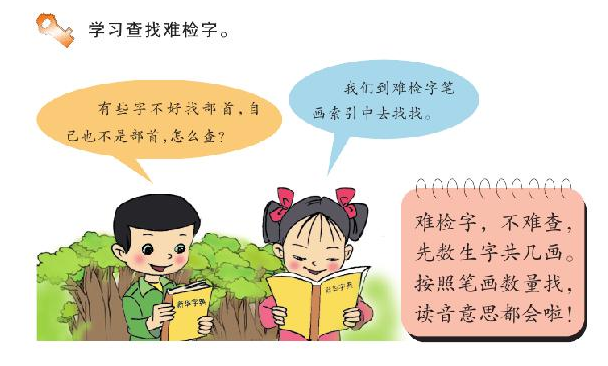 学习查找难检字。
有些字不好找部首，自
己也不是部首，怎么查？
我们到难检字笔
画索引中去找找。
难检字，不难查，
先数生字共几画。
按照笔画数量找，
读音意思都会啦！
新华字典
新华字典